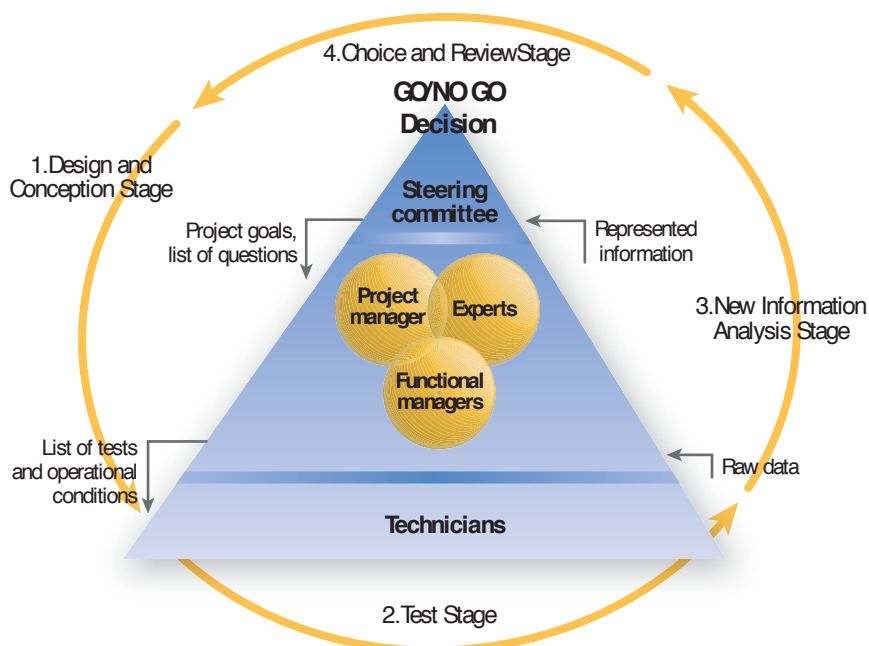 4.Choice and ReviewStage
GO/NO GO
Decision
1.Design and
Conception Stage
Steering
committee
Project goals,
list of questions
Represented
information
Project
manager
Experts
3.New Information
Analysis Stage
Functional
managers
List of tests
and operational
conditions
Raw data
Technicians
2.Test Stage